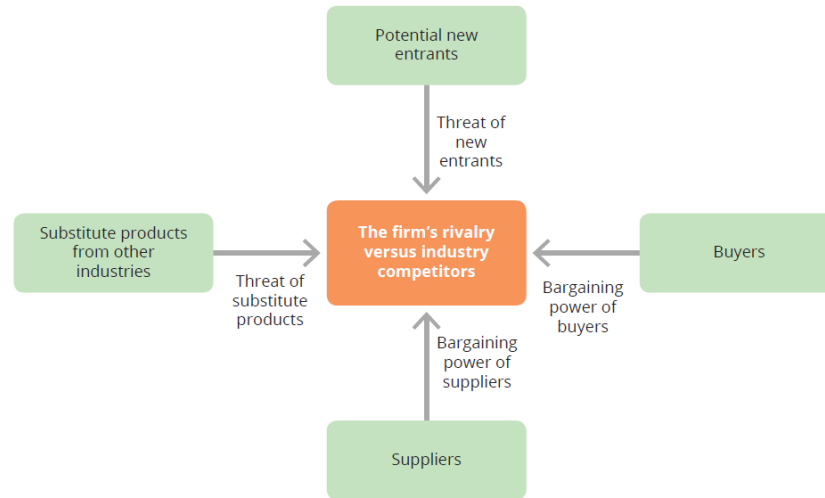 Potential new
entrants
Threat of
new
entrants
Substitute products
from other
industries
The firm's rivalry
versus industry
competitors
Buyers
Threat of
substitute
products
Bargaining
power of
buyers
Bargaining
power of
suppliers
Suppliers